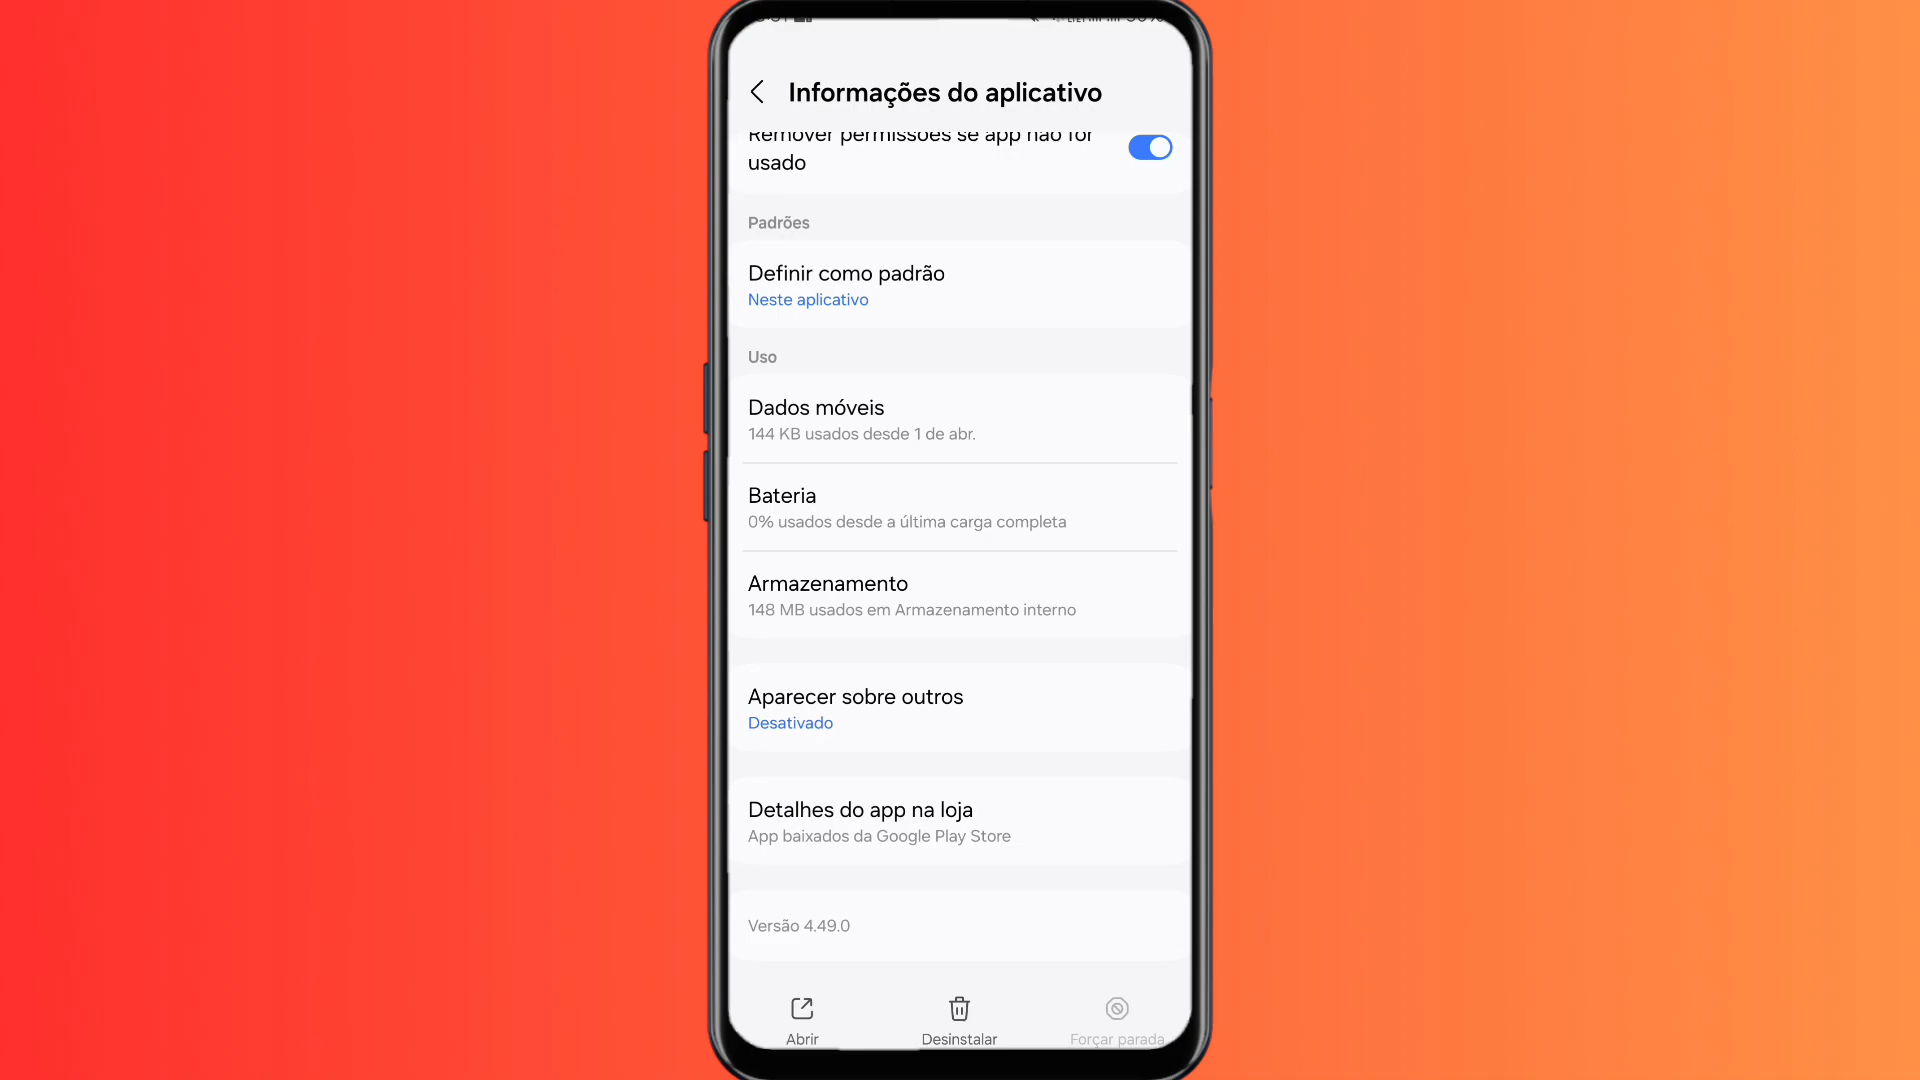 Informações do aplicativo
Remover permissões se app não for
usado
Padrões
Definir como padrão
Neste aplicativo
Uso
Dados móveis
144 KB usados desde 1 de abr.
Bateria
0% usados desde a última carga completa
Armazenamento
148 MB usados em Armazenamento interno
Aparecer sobre outros
Desativado
Detalhes do app na loja
App baixados da Google Play Store
Versão 4.49.0
Abrir
Desinstalar
Forçar parada